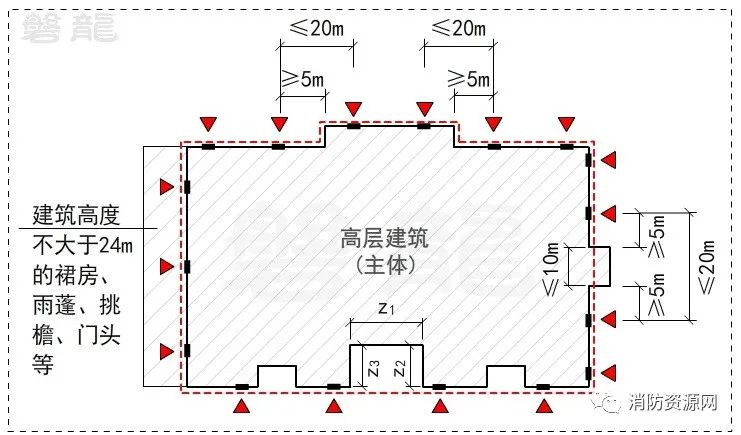 磐龍
≤20m
≤20m
≥5m
≥5m
建筑高度
不大于24m
的裙房、
雨蓬、挑
檐、门头
等
高层建筑
(主体)
≤10m
≥5m
≥5m
≤20m
z1
z3
z2
消防资源网